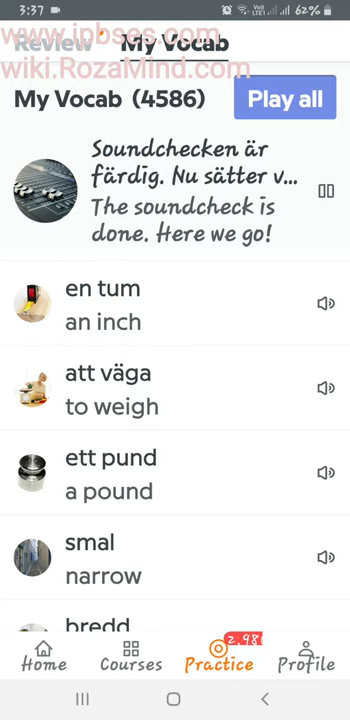 3:37
Vo)) LTE1
62%
www.ipbses.com
Review My Vocab
wiki.RozaMind.com
My Vocab (4586) Play all
Soundchecken är
färdig. Nu sätter v...
The soundcheck is
done. Here we go!
en tum
an inch
att väga
to weigh
ett pund
a pound
smal
narrow
bredd
Home Courses Practice Profile